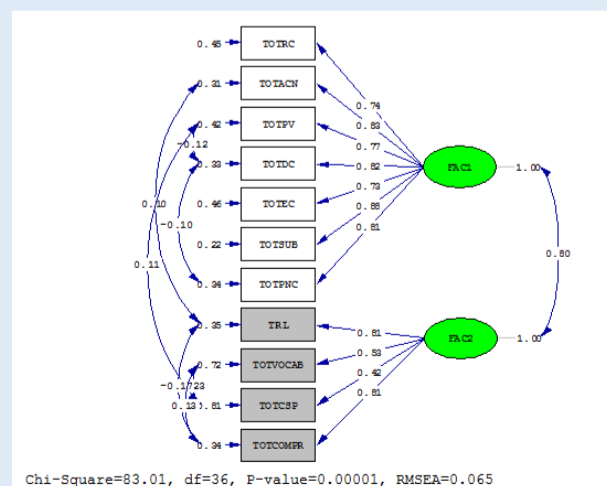 0.45 TOTRC
0.31 TOTACN
0.74
0.83
0.42 TOTPV
0.77
-0.12
0.33 TOTDC
0.82
FAC1 1.00
0.46 TOTEC
0.73
0.10
-0.10
0.22 TOTSUB
0.88
0.81
0.80
0.11
0.34 TOTPNC
0.35 TRL
0.81
FAC2 1.00
0.72 TOTVOCAB
0.53
0.42
0.13
0.81 TOTCSP
0.81
0.34 TOTCOMPR
Chi-Square=83.01, df=36, P-value=0.00001, RMSEA=0.065